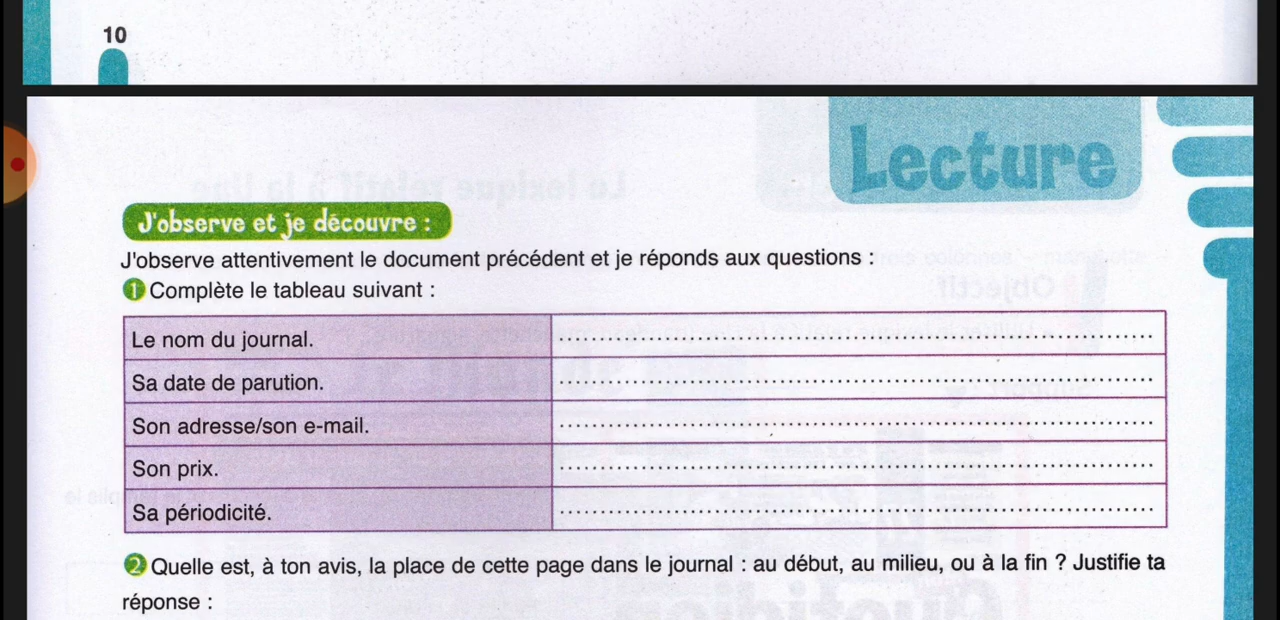 10
Lecture
J'observe et je découvre :
J'observe attentivement le document précédent et je réponds aux questions :
1 Complète le tableau suivant :
Le nom du journal. ..........
Sa date de parution. ..........
Son adresse/son e-mail. ..........
Son prix. ..........
Sa périodicité. ..........
2 Quelle est, à ton avis, la place de cette page dans le journal : au début, au milieu, ou à la fin ? Justifie ta
réponse :